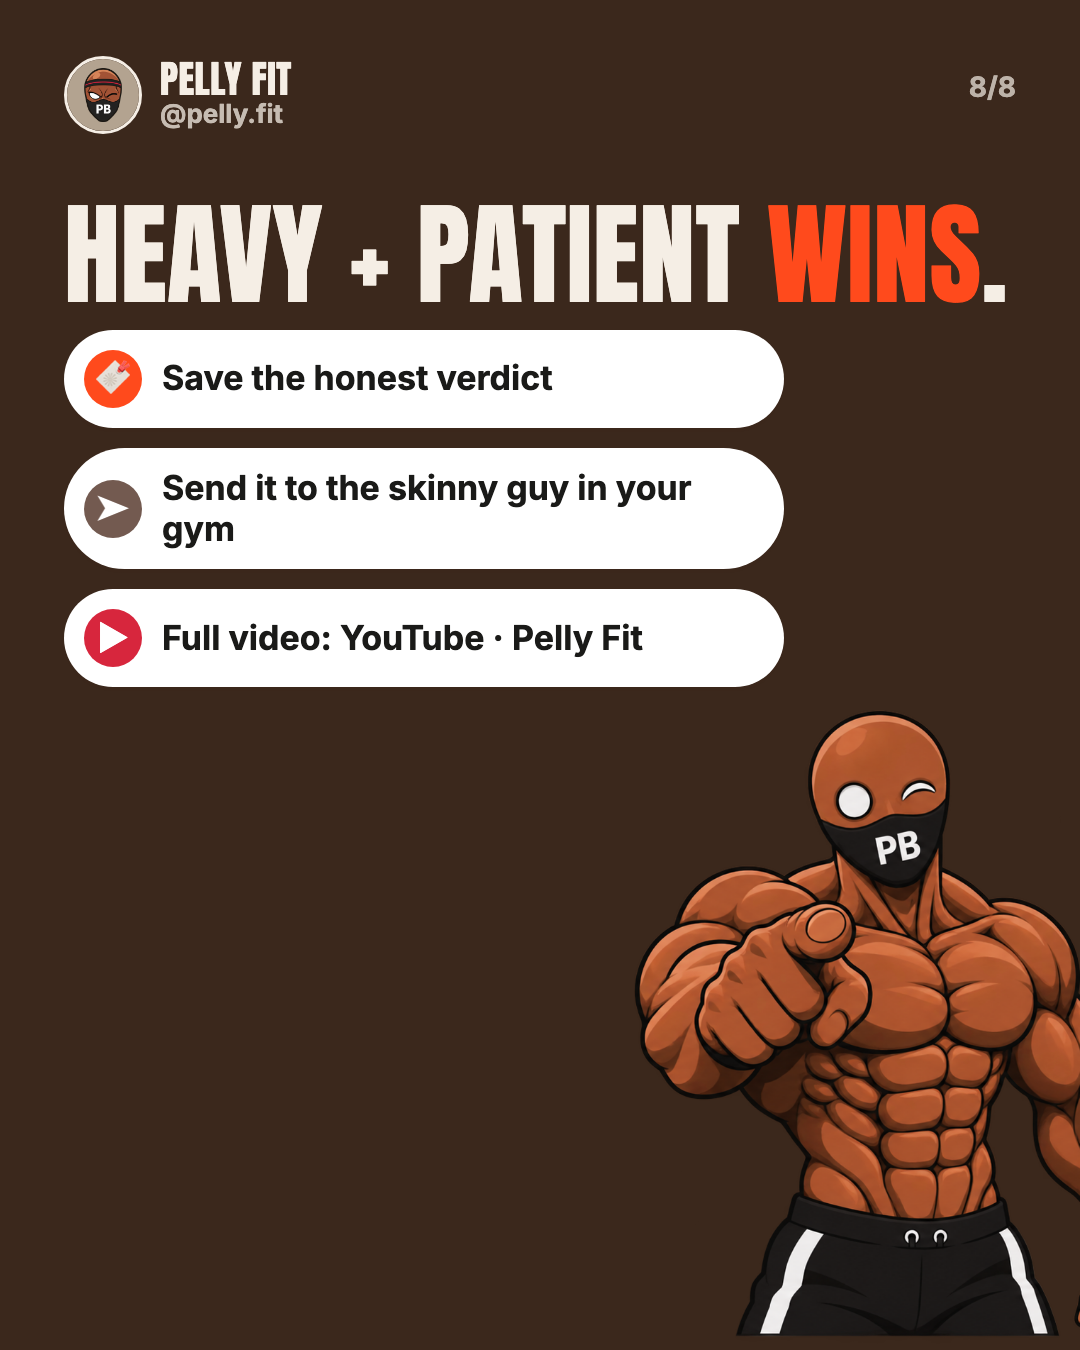 PELLY FIT
@pelly.fit
8/8
HEAVY + PATIENT WINS.
Save the honest verdict
Send it to the skinny guy in your
gym
Full video: YouTube · Pelly Fit
PB
PB